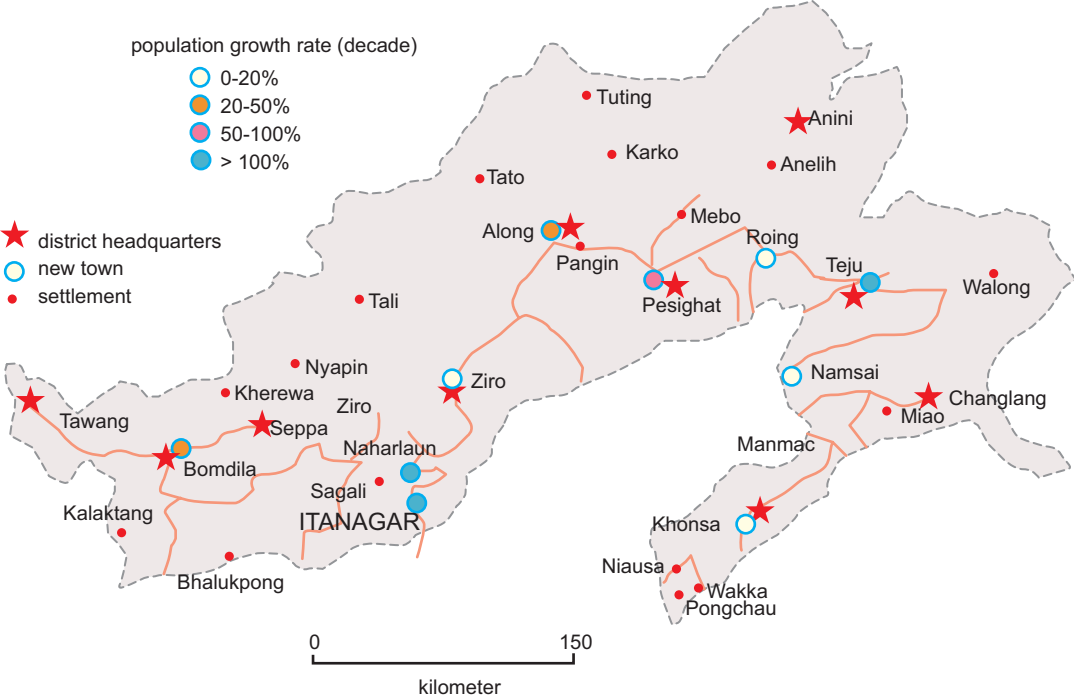 population growth rate (decade)
0-20%
20-50%
50-100%
> 100%
district headquarters
new town
settlement
Tuting
Anini
Karko
Anelih
Tato
Mebo
Along
Roing
Pangin
Teju
Walong
Pesighat
Tali
Nyapin
Namsai
Ziro
Kherewa
Changlang
Ziro
Miao
Tawang
Seppa
Naharlaun
Manmac
Bomdila
Sagali
Kalaktang
ITANAGAR
Khonsa
Niausa
Bhalukpong
Wakka
Pongchau
0 150
kilometer